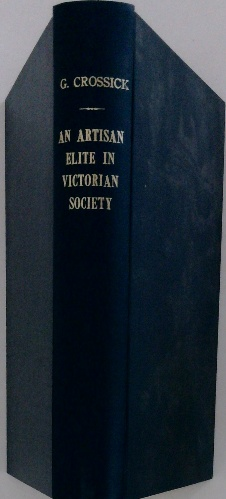 G. CROSSICK
AN ARTISAN
ELITE IN
VICTORIAN
SOCIETY